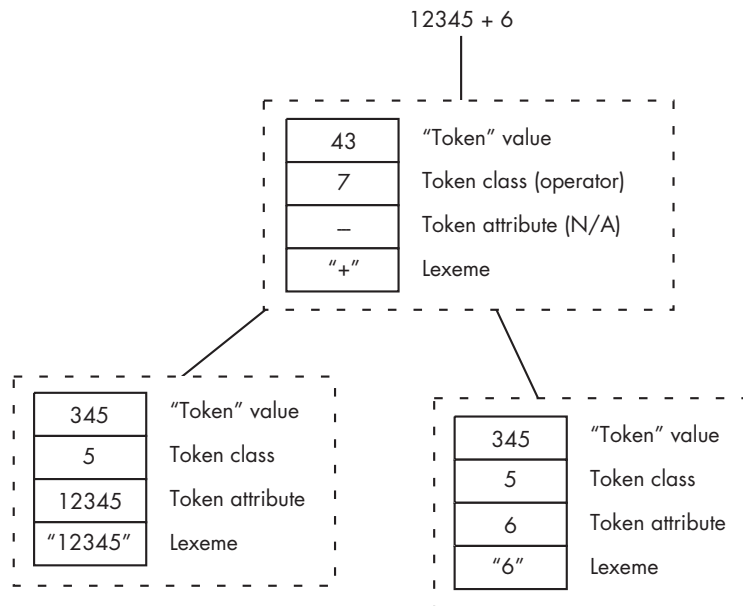 12345 + 6
43 “Token” value
7 Token class (operator)
– Token attribute (N/A)
“+” Lexeme
345 “Token” value
5 Token class
12345 Token attribute
“12345” Lexeme
345 “Token” value
5 Token class
6 Token attribute
“6” Lexeme